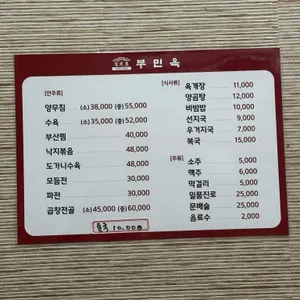 부민옥
[안주류]
양무침 (소) 38,000 (중) 55,000
수육 (소) 35,000 (중) 52,000
부산찜 40,000
낙지볶음 48,000
도가니수육 48,000
모듬전 30,000
파전 30,000
곱창전골 (소) 45,000 (중) 60,000
10,000
[식사류]
육개장 11,000
양곰탕 12,000
비빔밥 10,000
선지국 9,000
우거지국 7,000
복국 15,000
[주류]
소주 5,000
맥주 6,000
막걸리 5,000
일품진로 25,000
문배술 25,000
음료수 2,000